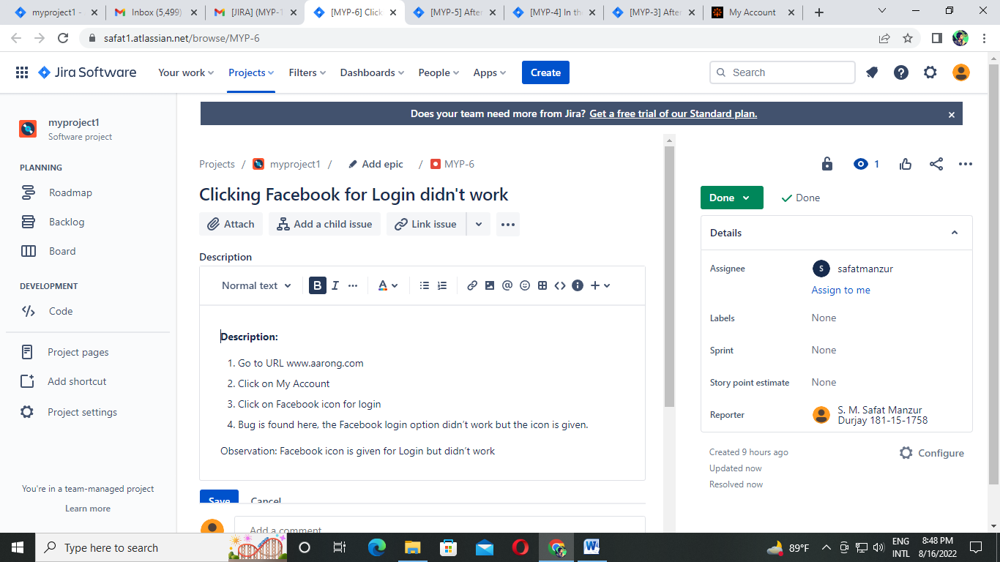 myproject1 -
Inbox (5,499)
[JIRA] (MYP-1
[MYP-6] Click
[MYP-5] After
[MYP-4] In th
[MYP-3] After
My Account
safat1.atlassian.net/browse/MYP-6
Jira Software
Your work
Projects
Filters
Dashboards
People
Apps
Create
Search
myproject1
Software project
PLANNING
Roadmap
Backlog
Board
DEVELOPMENT
Code
Project pages
Add shortcut
Project settings
You're in a team-managed project
Learn more
Does your team need more from Jira? Get a free trial of our Standard plan.
Projects / myproject1 / Add epic / MYP-6
1
Clicking Facebook for Login didn't work
Attach
Add a child issue
Link issue
Description
Normal text
B
I
A
Description:
1. Go to URL www.aarong.com
2. Click on My Account
3. Click on Facebook icon for login
4. Bug is found here, the Facebook login option didn't work but the icon is given.
Observation: Facebook icon is given for Login but didn't work
Save
Cancel
Add a comment
Done
Done
Details
Assignee
S
safatmanzur
Assign to me
Labels
None
Sprint
None
Story point estimate
None
Reporter
S. M. Safat Manzur
Durjay 181-15-1758
Created 9 hours ago
Configure
Updated now
Resolved now
Type here to search
89°F
ENG
INTL
8:48 PM
8/16/2022